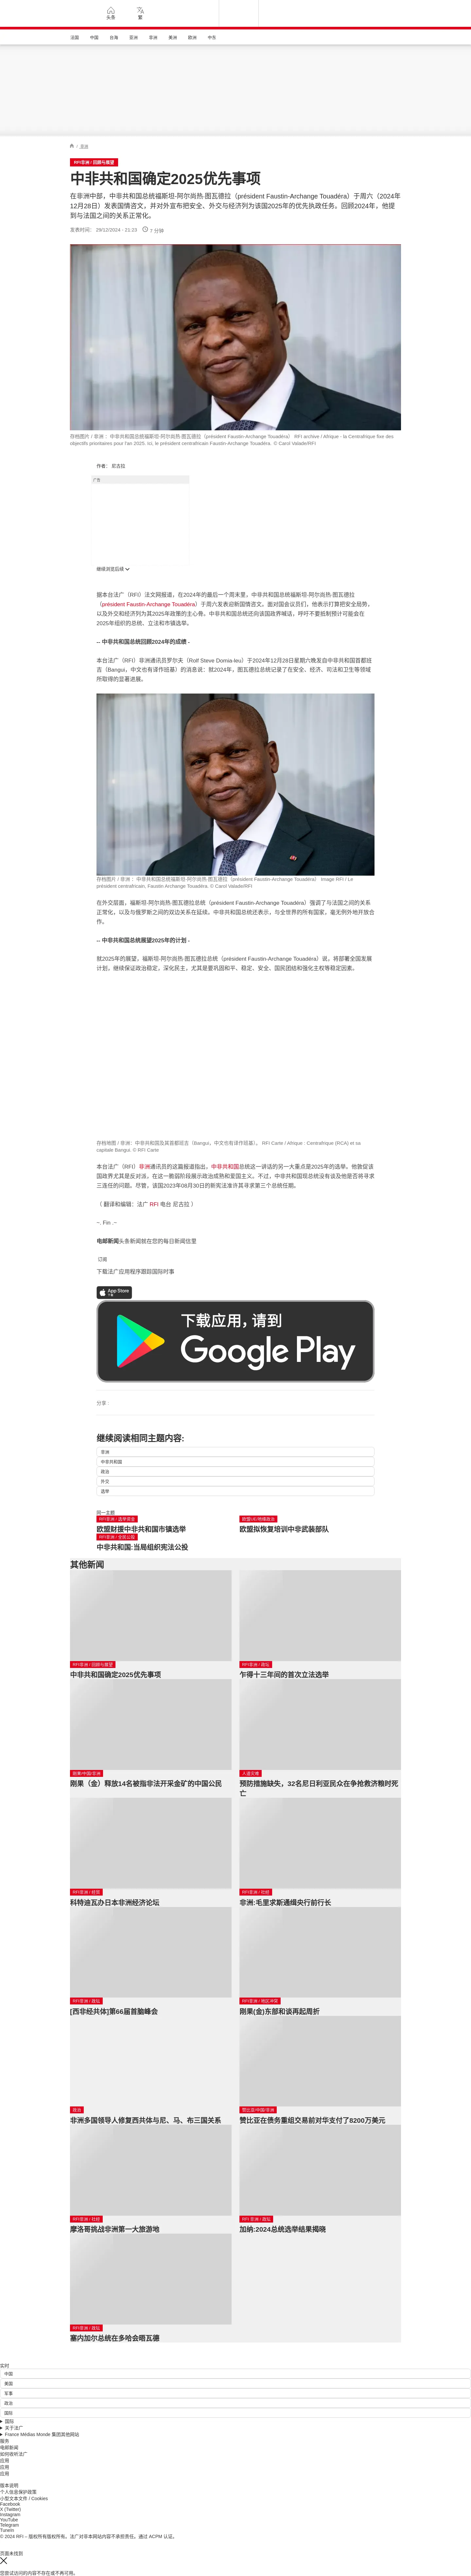 头条
繁
法国 中国 台海 亚洲 非洲 美洲 欧洲 中东
/ 非洲
RFI非洲 / 回顾与展望
中非共和国确定2025优先事项
在非洲中部，中非共和国总统福斯坦-阿尔尚热·图瓦德拉（président Faustin-Archange Touadéra）于周六（2024年
12月28日）发表国情咨文，并对外宣布把安全、外交与经济列为该国2025年的优先执政任务。回顾2024年，他提
到与法国之间的关系正常化。
发表时间： 29/12/2024 - 21:23 7 分钟
存档图片 / 非洲 ：中非共和国总统福斯坦-阿尔尚热·图瓦德拉（président Faustin-Archange Touadéra） RFI archive / Afrique - la Centrafrique fixe des
objectifs prioritaires pour l'an 2025. Ici, le président centrafricain Faustin-Archange Touadéra. © Carol Valade/RFI
作者： 尼古拉
广告
继续浏览后续
据本台法广（RFI）法文网报道，在2024年的最后一个周末里，中非共和国总统福斯坦-阿尔尚热·图瓦德拉
（président Faustin-Archange Touadéra）于周六发表迎新国情咨文。面对国会议员们，他表示打算把安全局势，
以及外交和经济列为其2025年政策的主心骨。中非共和国总统还向该国政界喊话，呼吁不要抵制预计可能会在
2025年组织的总统、立法和市镇选举。
-- 中非共和国总统回顾2024年的成绩 -
本台法广（RFI）非洲通讯员罗尔夫（Rolf Steve Domia-leu）于2024年12月28日星期六晚发自中非共和国首都班
吉（Bangui，中文也有译作班基）的消息说：就2024年，图瓦德拉总统记录了在安全、经济、司法和卫生等领域
所取得的显著进展。
存档图片 / 非洲 ：中非共和国总统福斯坦-阿尔尚热·图瓦德拉（président Faustin-Archange Touadéra） Image RFI / Le
président centrafricain, Faustin Archange Touadéra. © Carol Valade/RFI
在外交层面，福斯坦-阿尔尚热·图瓦德拉总统（président Faustin-Archange Touadéra）强调了与法国之间的关系
正常化，以及与俄罗斯之间的双边关系在延续。中非共和国总统还表示，与全世界的所有国家，毫无例外地开放合
作。
-- 中非共和国总统展望2025年的计划 -
就2025年的展望，福斯坦-阿尔尚热·图瓦德拉总统（président Faustin-Archange Touadéra）说，将部署全国发展
计划，继续保证政治稳定，深化民主，尤其是要巩固和平、稳定、安全、国民团结和强化主权等稳定因素。
存档地图 / 非洲：中非共和国及其首都班吉（Bangui，中文也有译作班基）。 RFI Carte / Afrique : Centrafrique (RCA) et sa
capitale Bangui. © RFI Carte
本台法广（RFI）非洲通讯员的这篇报道指出，中非共和国总统这一讲话的另一大重点是2025年的选举。他敦促该
国政界尤其是反对派，在这一脆弱阶段展示政治成熟和爱国主义。不过，中非共和国现总统没有谈及他是否将寻求
三连任的问题。尽管，该国2023年08月30日的新宪法准许其寻求第三个总统任期。
（ 翻译和编辑：法广 RFI 电台 尼古拉 ）
~. Fin .~
电邮新闻头条新闻就在您的每日新闻信里
订阅
下载法广应用程序跟踪国际时事
App Store
下载应用，请到
Google Play
分享 :
继续阅读相同主题内容:
非洲
中非共和国
政治
外交
选举
同一主题
RFI非洲 / 选举资金
欧盟财援中非共和国市镇选举
欧盟拟恢复培训中非武装部队
RFI非洲 / 全民公投
中非共和国:当局组织宪法公投
其他新闻
RFI非洲 / 回顾与展望
中非共和国确定2025优先事项
RFI非洲 / 政坛
乍得十三年间的首次立法选举
刚果/中国/非洲
刚果（金）释放14名被指非法开采金矿的中国公民
人道灾难
预防措施缺失，32名尼日利亚民众在争抢救济粮时死
亡
RFI非洲 / 经贸
科特迪瓦办日本非洲经济论坛
非洲:毛里求斯通缉央行前行长
RFI非洲 / 政坛
[西非经共体]第66届首脑峰会
RFI非洲 / 地区冲突
刚果(金)东部和谈再起周折
政治
非洲多国领导人修复西共体与尼、马、布三国关系
赞比亚/中国/非洲
赞比亚在债务重组交易前对华支付了8200万美元
RFI非洲 / 社经
摩洛哥挑战非洲第一大旅游地
RFI 非洲 / 政坛
加纳:2024总统选举结果揭晓
RFI非洲 / 政坛
塞内加尔总统在多哈会晤瓦德
实时
中国
美国
军事
政治
国际
国际
关于法广
France Médias Monde 集团其他网站
服务
电邮新闻
如何收听法广
应用
应用
应用
版本说明
个人信息保护政策
小型文本文件 / Cookies
Facebook
X (Twitter)
Instagram
YouTube
Telegram
TuneIn
© 2024 RFI – 版权所有版权所有。法广对非本网站内容不承担责任。通过 ACPM 认证。
页面未找到
您尝试访问的内容不存在或不再可用。